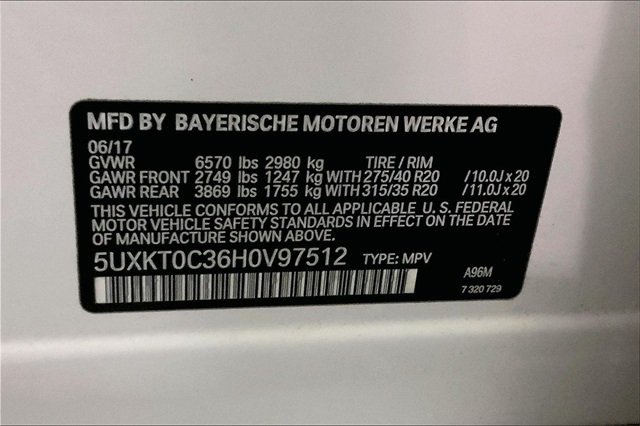 MFD BY BAYERISCHE MOTOREN WERKE AG
06/17
GVWR 6570 lbs 2980 kg TIRE / RIM
GAWR FRONT 2749 lbs 1247 kg WITH 275/40 R20 /10.0J x 20
GAWR REAR 3869 lbs 1755 kg WITH 315/35 R20 /11.0J x 20
THIS VEHICLE CONFORMS TO ALL APPLICABLE U. S. FEDERAL
MOTOR VEHICLE SAFETY STANDARDS IN EFFECT ON THE DATE
OF MANUFACTURE SHOWN ABOVE.
5UXKT0C36H0V97512 TYPE: MPV
A96M
7 320 729